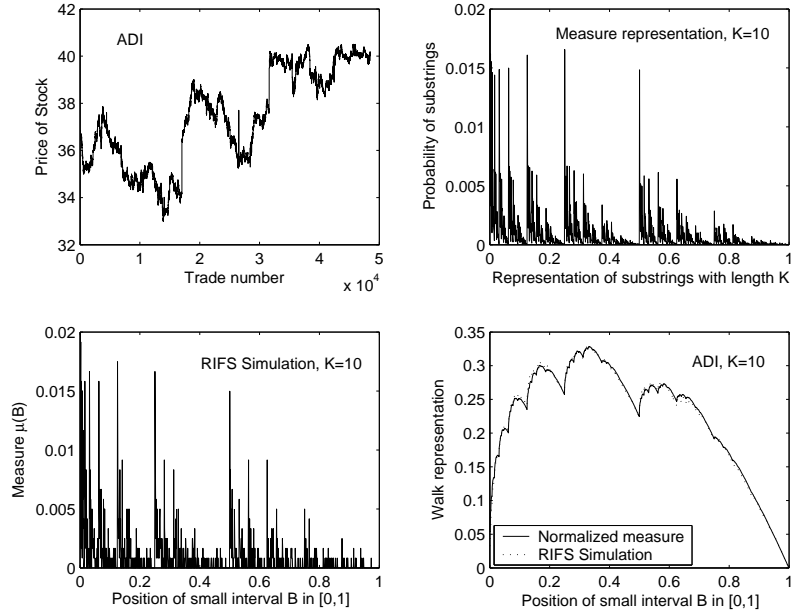 ADI
Price of Stock
42
40
38
36
34
32
0 1 2 3 4 5
Trade number
x 10^4
Measure representation, K=10
Probability of substrings
0.02
0.015
0.01
0.005
0
0 0.2 0.4 0.6 0.8 1
Representation of substrings with length K
RIFS Simulation, K=10
Measure μ(B)
0.02
0.015
0.01
0.005
0
0 0.2 0.4 0.6 0.8 1
Position of small interval B in [0,1]
ADI, K=10
Walk representation
0.35
0.3
0.25
0.2
0.15
0.1
0.05
0
Normalized measure
RIFS Simulation
0 0.2 0.4 0.6 0.8 1
Position of small interval B in [0,1]